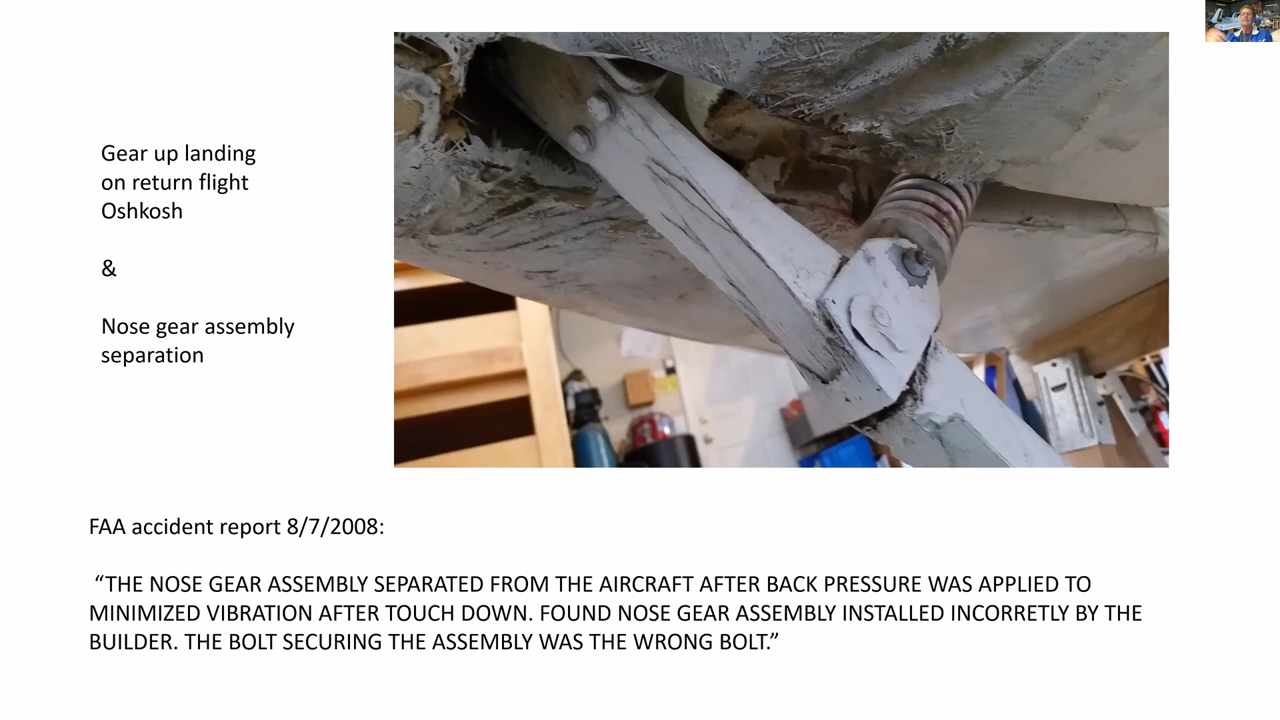 Gear up landing
on return flight
Oshkosh
&
Nose gear assembly
separation
FAA accident report 8/7/2008:
“THE NOSE GEAR ASSEMBLY SEPARATED FROM THE AIRCRAFT AFTER BACK PRESSURE WAS APPLIED TO
MINIMIZED VIBRATION AFTER TOUCH DOWN. FOUND NOSE GEAR ASSEMBLY INSTALLED INCORRETLY BY THE
BUILDER. THE BOLT SECURING THE ASSEMBLY WAS THE WRONG BOLT.”